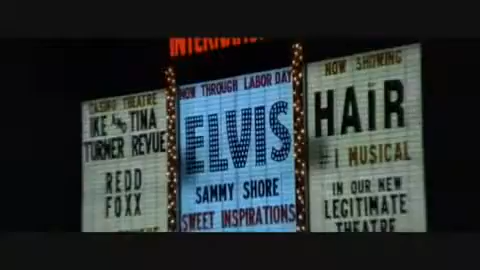 CASINO THEATRE
IKE AND TINA
TURNER REVUE
REDD
FOXX
NOW THROUGH LABOR DAY
ELVIS
SAMMY SHORE
SWEET INSPIRATIONS
NOW SHOWING
HAIR
#1 MUSICAL
IN OUR NEW
LEGITIMATE
THEATRE